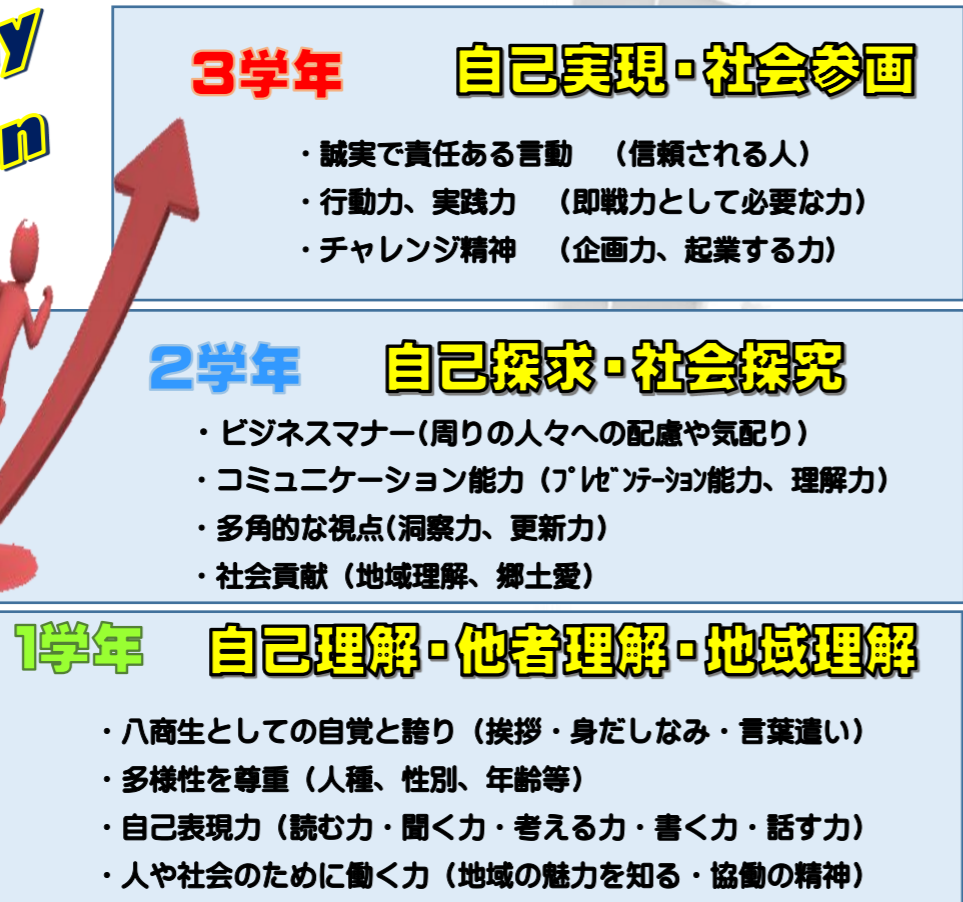 y
n
3学年 自己実現・社会参画
・誠実で責任ある言動 （信頼される人）
・行動力、実践力 （即戦力として必要な力）
・チャレンジ精神 （企画力、起業する力）
2学年 自己探求・社会探究
・ビジネスマナー(周りの人々への配慮や気配り）
・コミュニケーション能力（ﾌﾟﾚｾﾞﾝﾃｰｼｮﾝ能力、理解力）
・多角的な視点(洞察力、更新力）
・社会貢献（地域理解、郷土愛）
1学年 自己理解・他者理解・地域理解
・八商生としての自覚と誇り（挨拶・身だしなみ・言葉遣い）
・多様性を尊重（人種、性別、年齢等）
・自己表現力（読む力・聞く力・考える力・書く力・話す力）
・人や社会のために働く力（地域の魅力を知る・協働の精神）